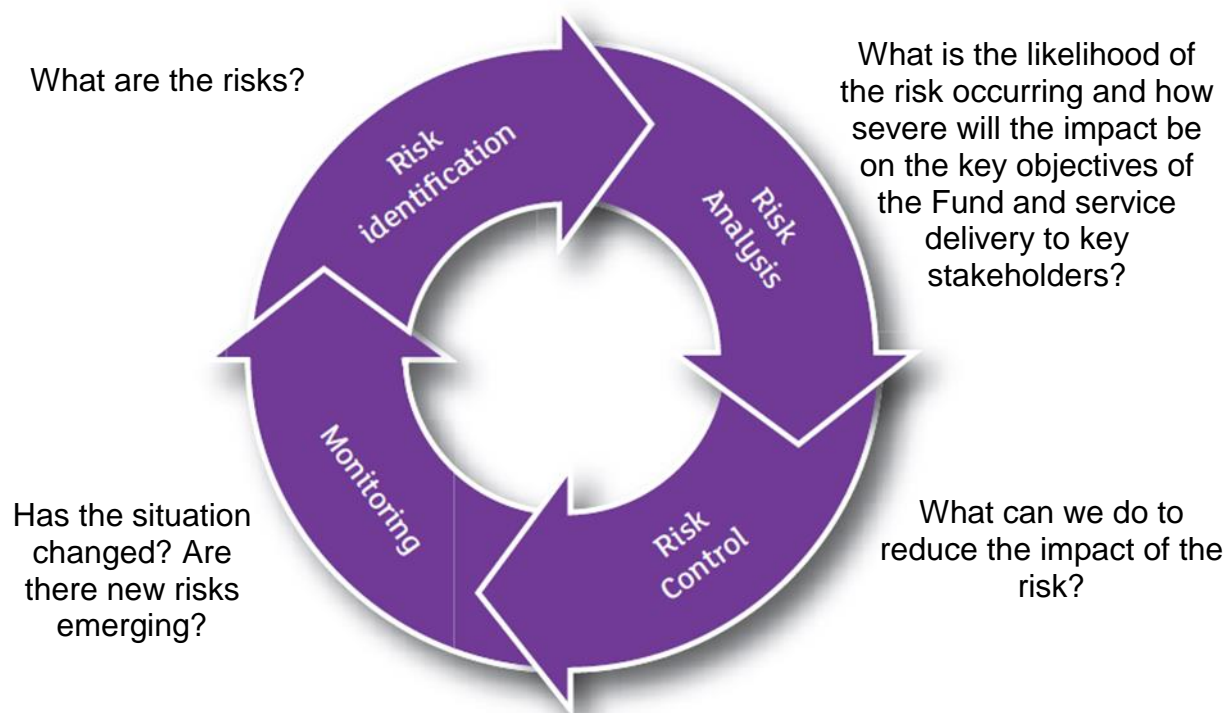 What are the risks?
What is the likelihood of
the risk occurring and how
severe will the impact be
on the key objectives of
the Fund and service
delivery to key
stakeholders?
Risk
identification
Risk
Analysis
Monitoring
Risk
Control
Has the situation
changed? Are
there new risks
emerging?
What can we do to
reduce the impact of the
risk?